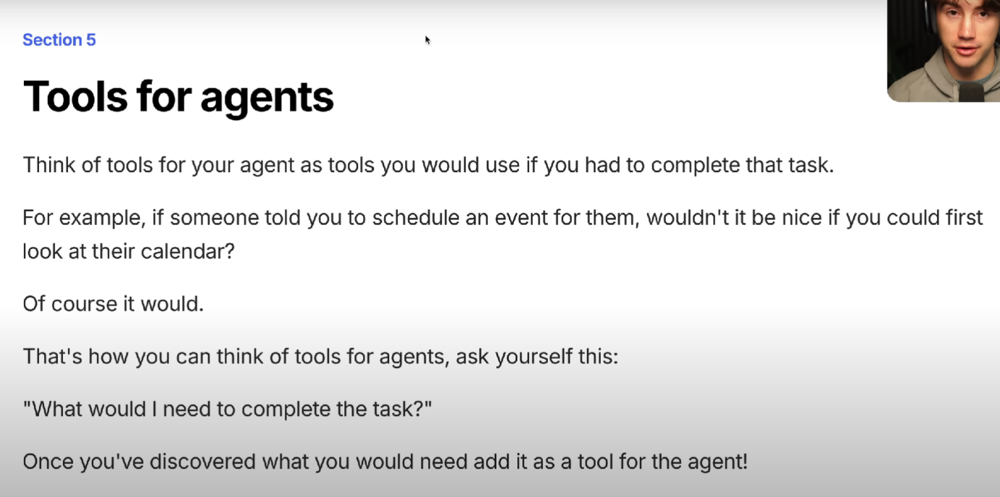 Section 5
Tools for agents
Think of tools for your agent as tools you would use if you had to complete that task.
For example, if someone told you to schedule an event for them, wouldn't it be nice if you could first
look at their calendar?
Of course it would.
That's how you can think of tools for agents, ask yourself this:
"What would I need to complete the task?"
Once you've discovered what you would need add it as a tool for the agent!